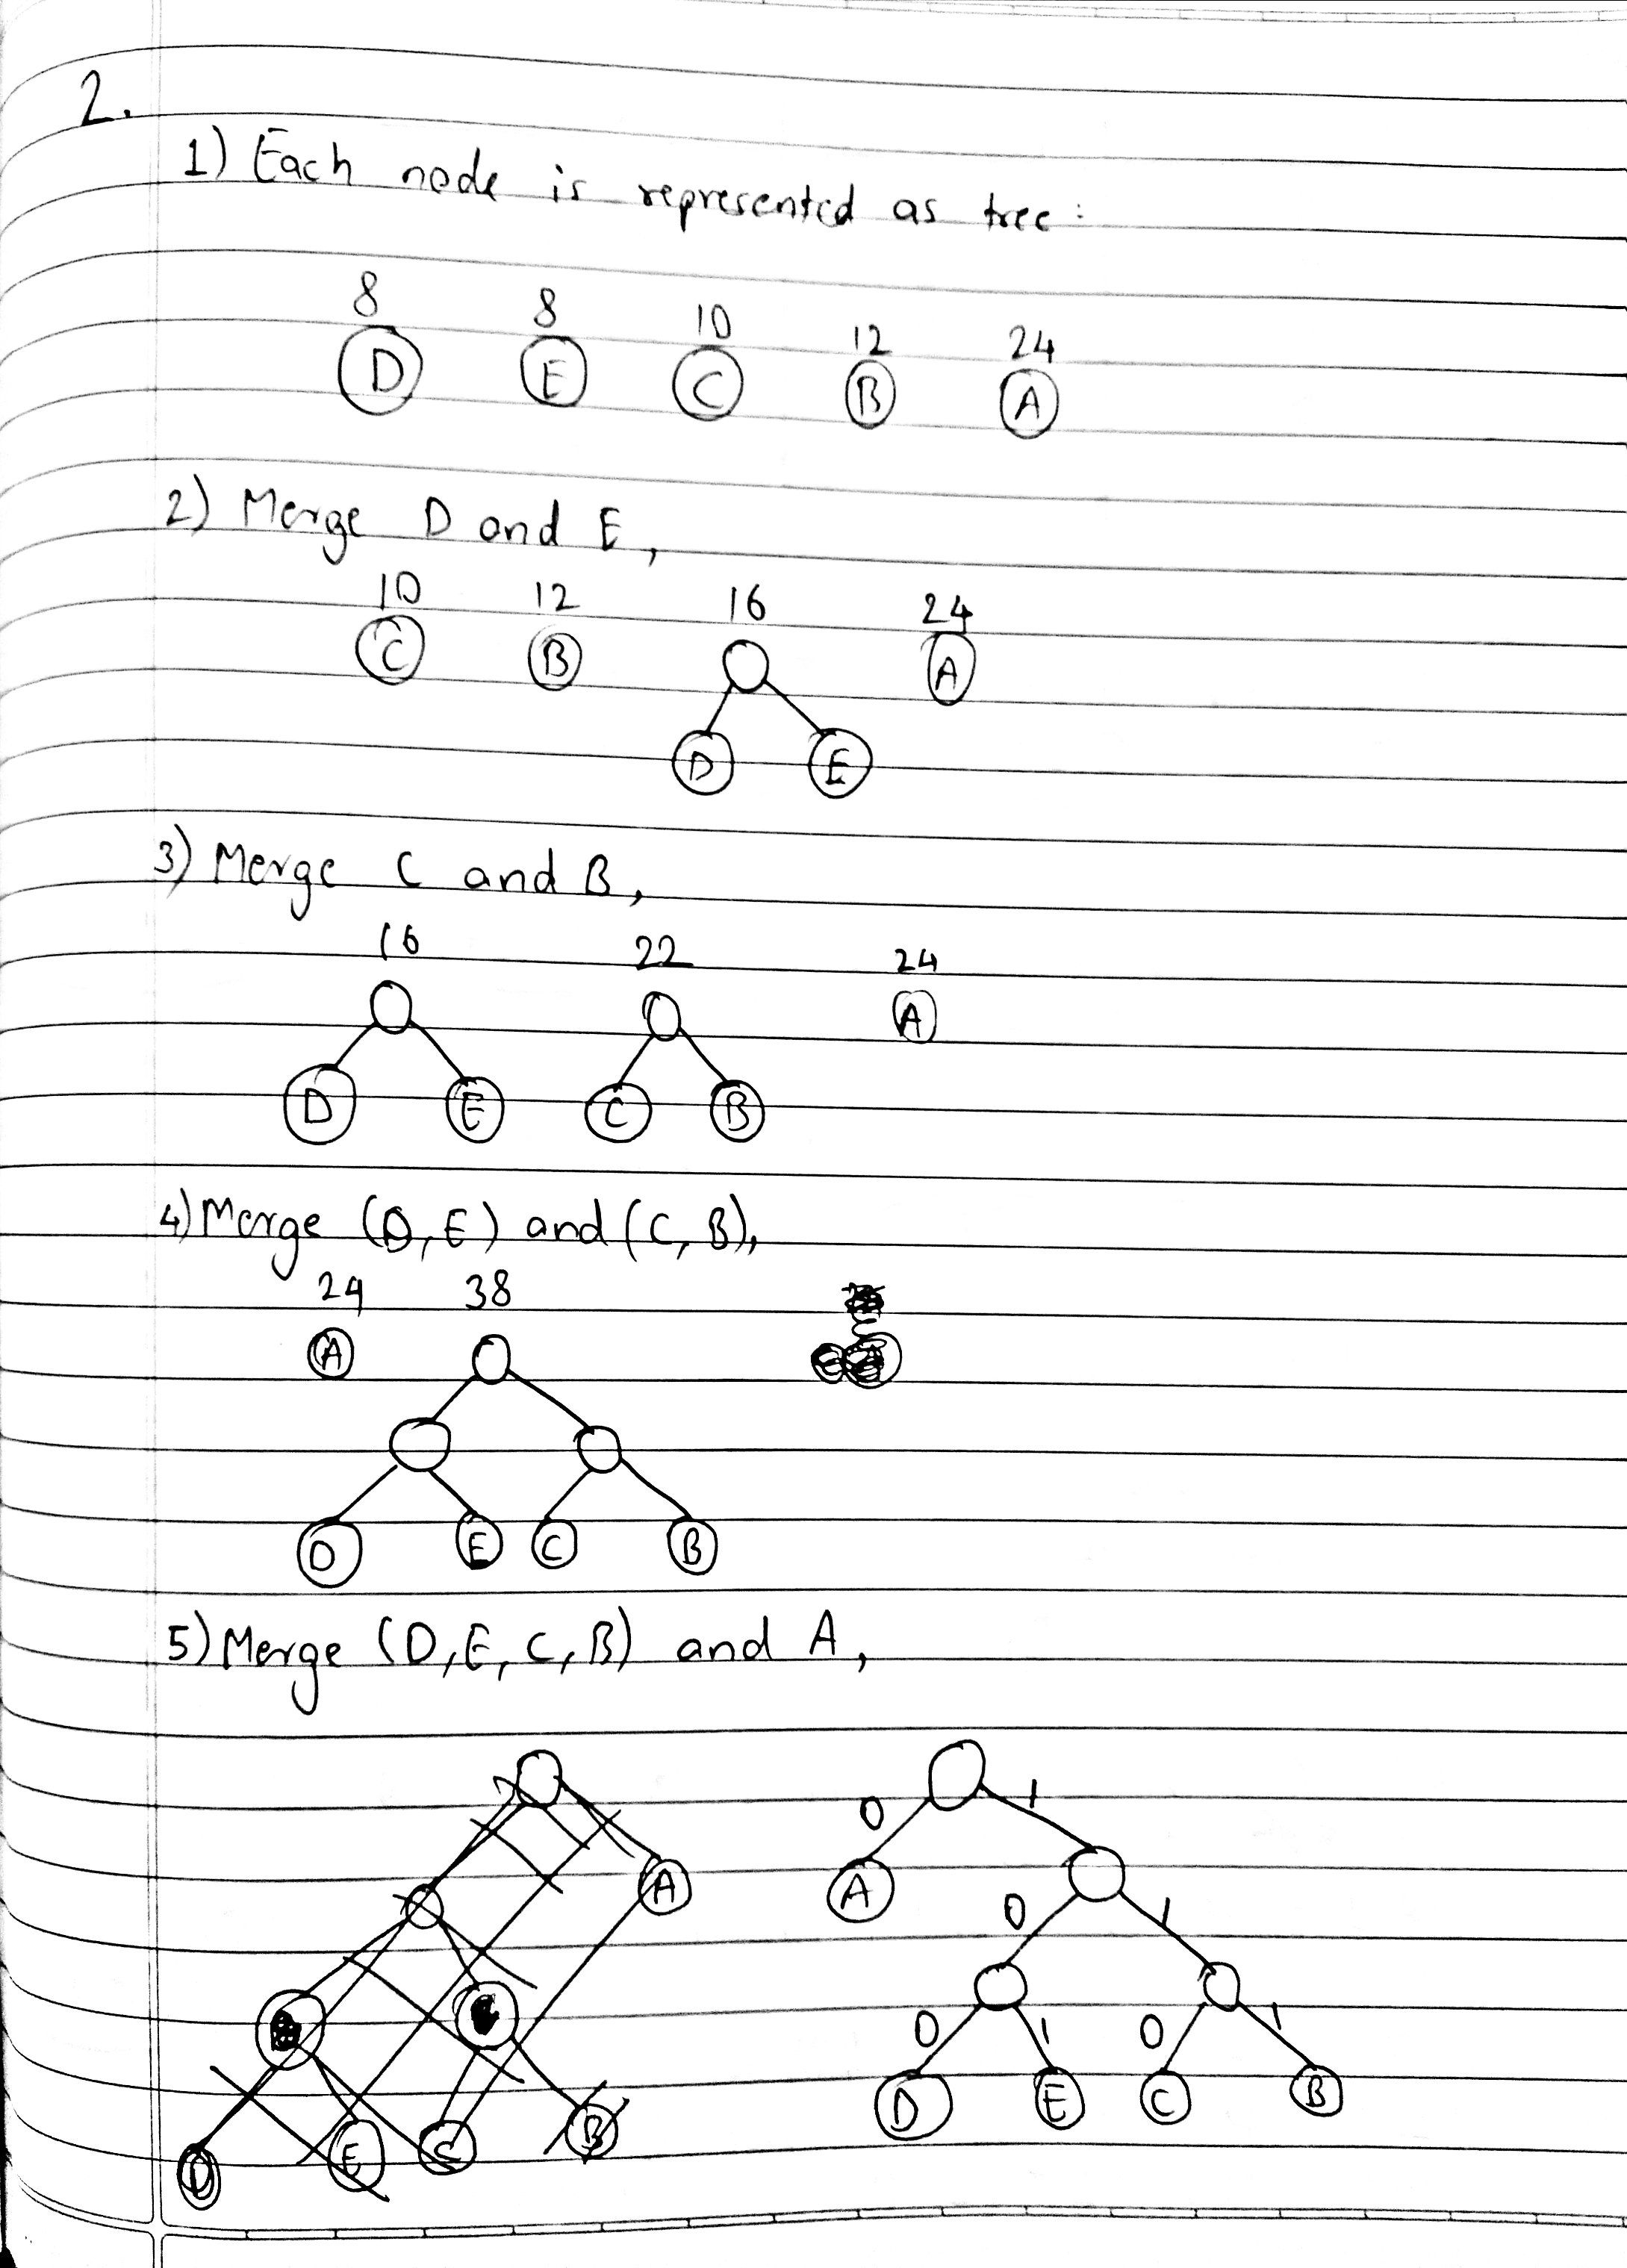 2.
1) Each node is represented as tree:
8 8 10 12 24
D E C B A
2) Merge D and E,
10 12 16 24
C B A
D E
3) Merge C and B,
16 22 24
A
D E C B
4) Merge (D,E) and (C, B),
24 38
A
D E C B
5) Merge (D,E, C, B) and A,
0 1
A A
0 1
0 1 0 1
D E C B
D E C B